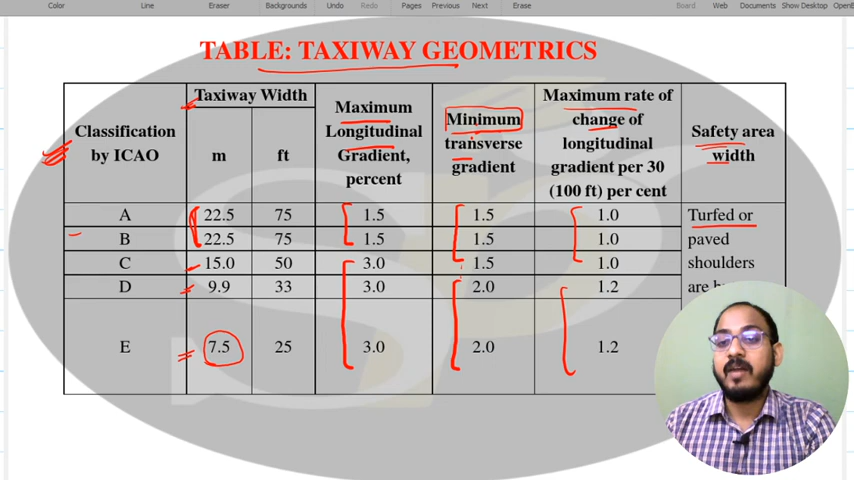 Color Line Eraser Backgrounds Undo Redo Pages Previous Next Erase Board Web Documents Show Desktop
TABLE: TAXIWAY GEOMETRICS
Classification by ICAO
Taxiway Width
m
ft
Maximum
Longitudinal
Gradient,
percent
Minimum
transverse
gradient
Maximum rate of
change of
longitudinal
gradient per 30
(100 ft) per cent
Safety area
width
A 22.5 75 1.5 1.5 1.0 Turfed or
B 22.5 75 1.5 1.5 1.0 paved
C 15.0 50 3.0 1.5 1.0 shoulders
D 9.9 33 3.0 2.0 1.2 are
E 7.5 25 3.0 2.0 1.2